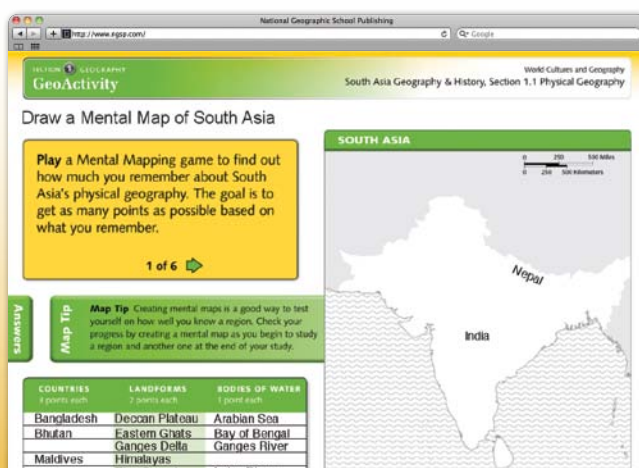 National Geographic School Publishing
http://www.ngsp.com/
Google
SECTION 1 GEOGRAPHY
GeoActivity
World Cultures and Geography
South Asia Geography & History, Section 1.1 Physical Geography
Draw a Mental Map of South Asia
Play a Mental Mapping game to find out
how much you remember about South
Asia's physical geography. The goal is to
get as many points as possible based on
what you remember.
1 of 6
Answers
Map Tip
Map Tip Creating mental maps is a good way to test
yourself on how well you know a region. Check your
progress by creating a mental map as you begin to study
a region and another one at the end of your study.
COUNTRIES LANDFORMS BODIES OF WATER
3 points each 2 points each 1 point each
Bangladesh Deccan Plateau Arabian Sea
Bhutan Eastern Ghats Bay of Bengal
Ganges Delta Ganges River
Maldives Himalayas
SOUTH ASIA
0 250 500 Miles
0 250 500 Kilometers
Nepal
India